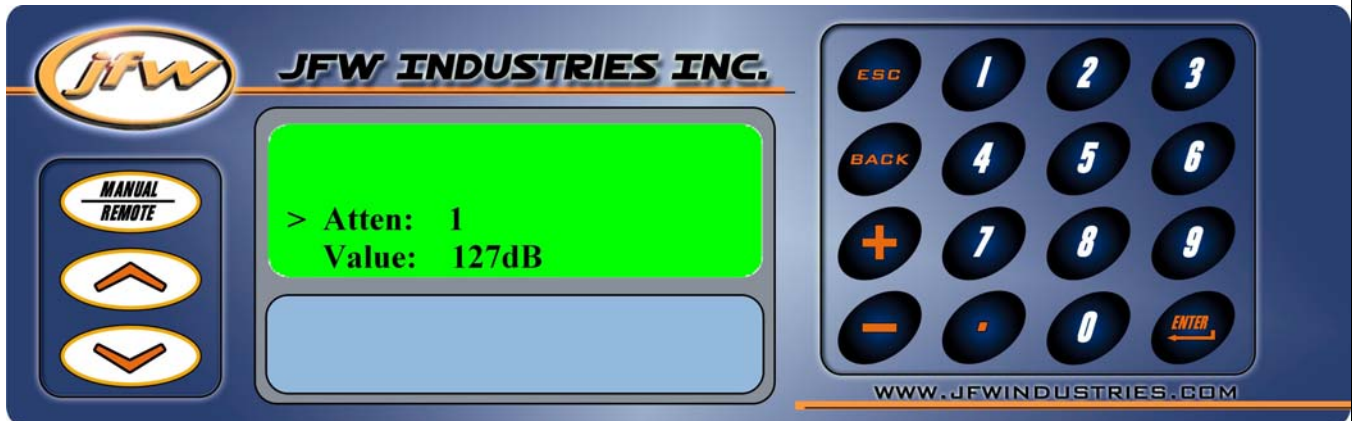 jfw
JFW INDUSTRIES INC.
MANUAL
REMOTE
> Atten: 1
Value: 127dB
ESC 1 2 3
BACK 4 5 6
+ 7 8 9
- . 0 ENTER
WWW.JFWINDUSTRIES.COM